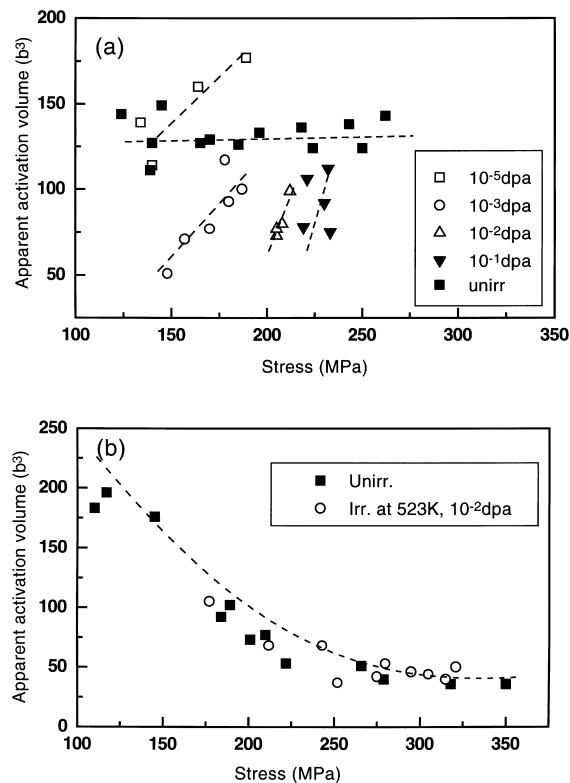 (a)
Apparent activation volume (b³)
200
150
100
50
10⁻⁵dpa
10⁻³dpa
10⁻²dpa
10⁻¹dpa
unirr
100 150 200 250 300 350
Stress (MPa)
(b)
Apparent activation volume (b³)
250
200
150
100
50
0
Unirr.
Irr. at 523K, 10⁻²dpa
100 150 200 250 300 350
Stress (MPa)